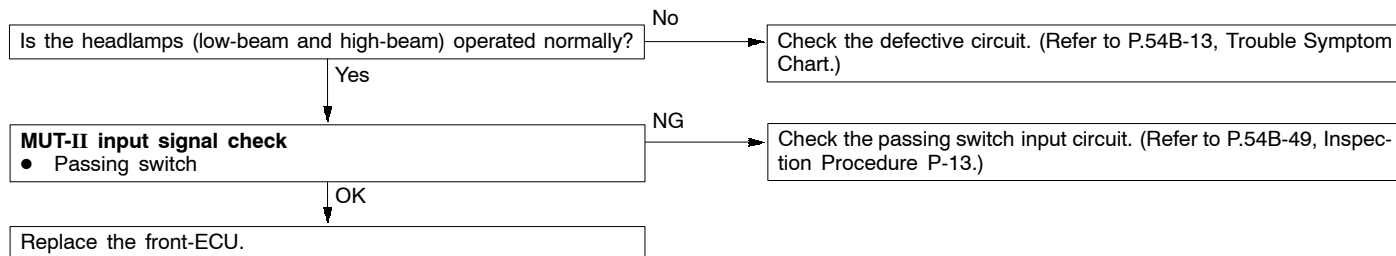 No
Is the headlamps (low-beam and high-beam) operated normally?
Check the defective circuit. (Refer to P.54B-13, Trouble Symptom
Chart.)
Yes
MUT-II input signal check
● Passing switch
NG
Check the passing switch input circuit. (Refer to P.54B-49, Inspec-
tion Procedure P-13.)
OK
Replace the front-ECU.